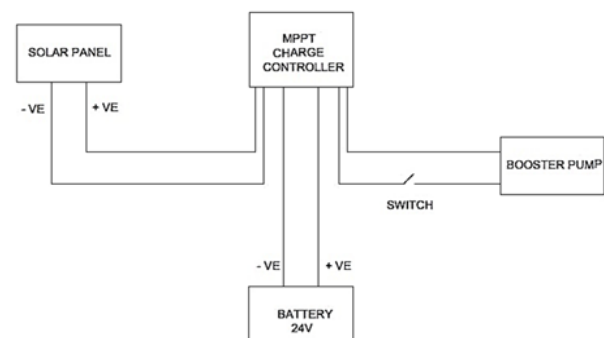 SOLAR PANEL
MPPT
CHARGE
CONTROLLER
- VE
+ VE
BOOSTER PUMP
SWITCH
- VE
+ VE
BATTERY
24V